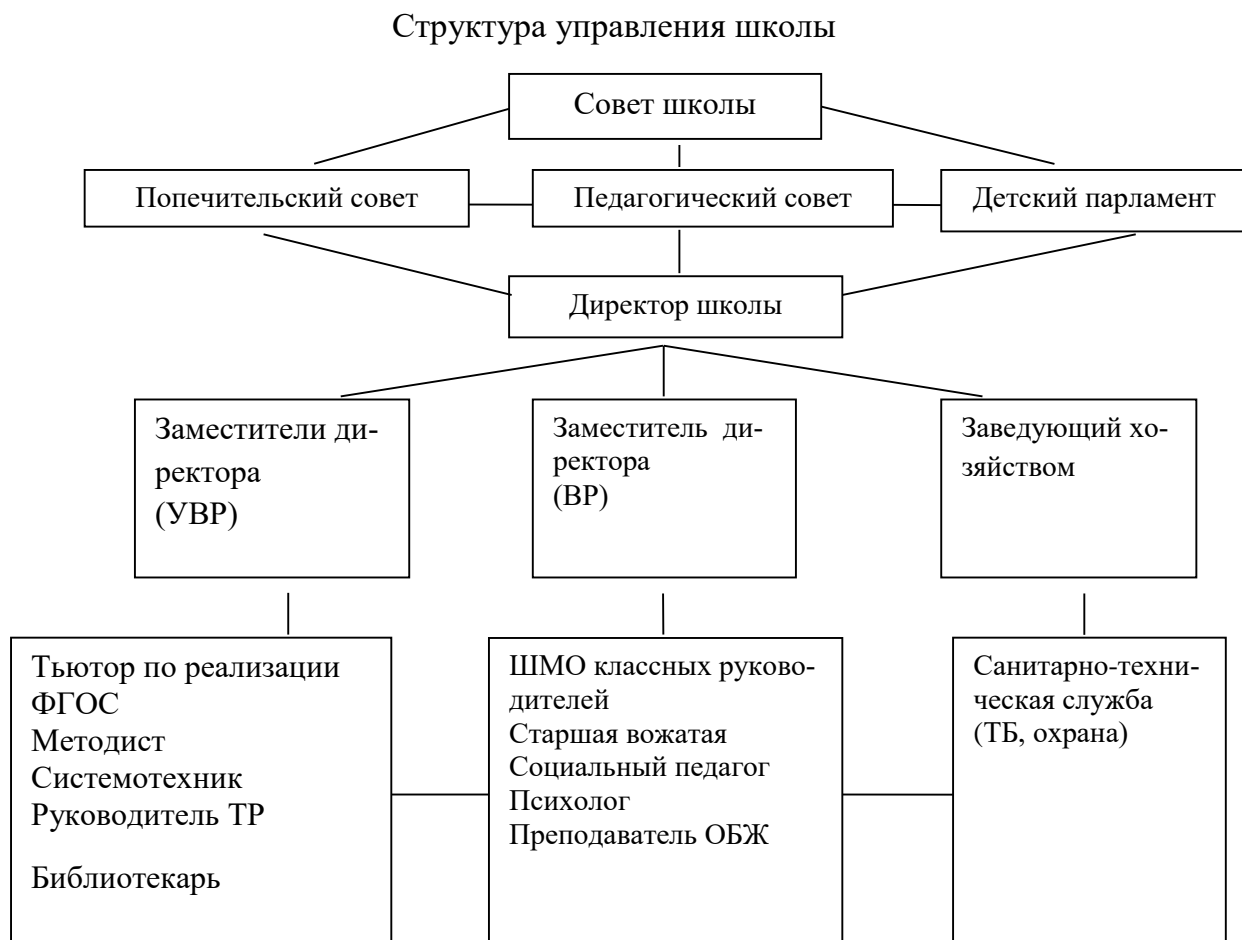 Структура управления школы
Совет школы
Попечительский совет
Педагогический совет
Детский парламент
Директор школы
Заместители ди-
ректора
(УВР)
Заместитель  ди-
ректора
(ВР)
Заведующий хо-
зяйством
Тьютор по реализации
ФГОС
Методист
Системотехник
Руководитель ТР
Библиотекарь
ШМО классных руково-
дителей
Старшая вожатая
Социальный педагог
Психолог
Преподаватель ОБЖ
Санитарно-техни-
ческая служба
(ТБ, охрана)